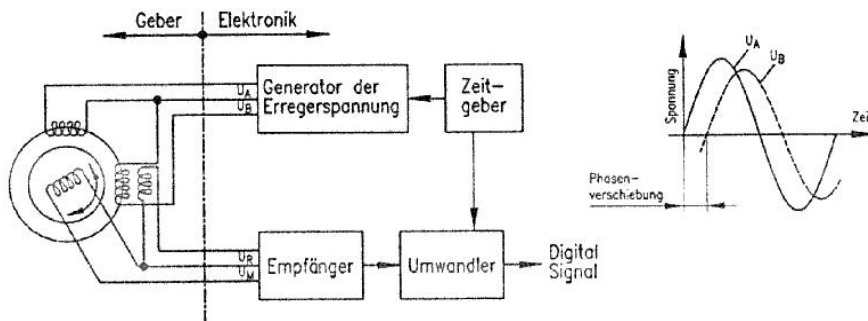 Geber
Elektronik
U_A
U_B
Generator der
Erregerspannung
Zeit-
geber
U_R
U_M
Empfänger
Umwandler
Digital
Signal
Spannung
U_A
U_B
Zeit
Phasen-
verschiebung